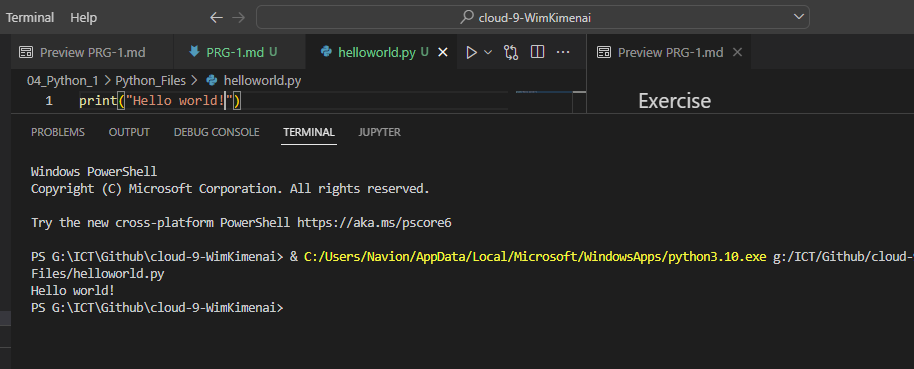 Terminal Help cloud-9-WimKimenai
Preview PRG-1.md PRG-1.md U helloworld.py U Preview PRG-1.md
04_Python_1 > Python_Files > helloworld.py
1 print("Hello world!")
Exercise
PROBLEMS OUTPUT DEBUG CONSOLE TERMINAL JUPYTER
Windows PowerShell
Copyright (C) Microsoft Corporation. All rights reserved.
Try the new cross-platform PowerShell https://aka.ms/pscore6
PS G:\ICT\Github\cloud-9-WimKimenai> & C:/Users/Navion/AppData/Local/Microsoft/WindowsApps/python3.10.exe g:/ICT/Github/cloud-
Files/helloworld.py
Hello world!
PS G:\ICT\Github\cloud-9-WimKimenai>